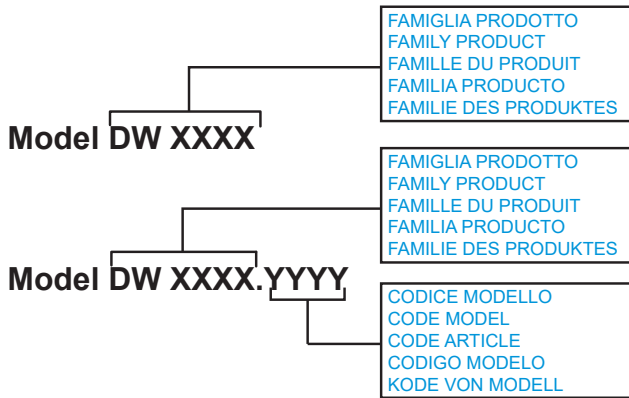 FAMIGLIA PRODOTTO
FAMILY PRODUCT
FAMILLE DU PRODUIT
FAMILIA PRODUCTO
FAMILIE DES PRODUKTES
Model DW XXXX
FAMIGLIA PRODOTTO
FAMILY PRODUCT
FAMILLE DU PRODUIT
FAMILIA PRODUCTO
FAMILIE DES PRODUKTES
Model DW XXXX.YYYY
CODICE MODELLO
CODE MODEL
CODE ARTICLE
CODIGO MODELO
KODE VON MODELL